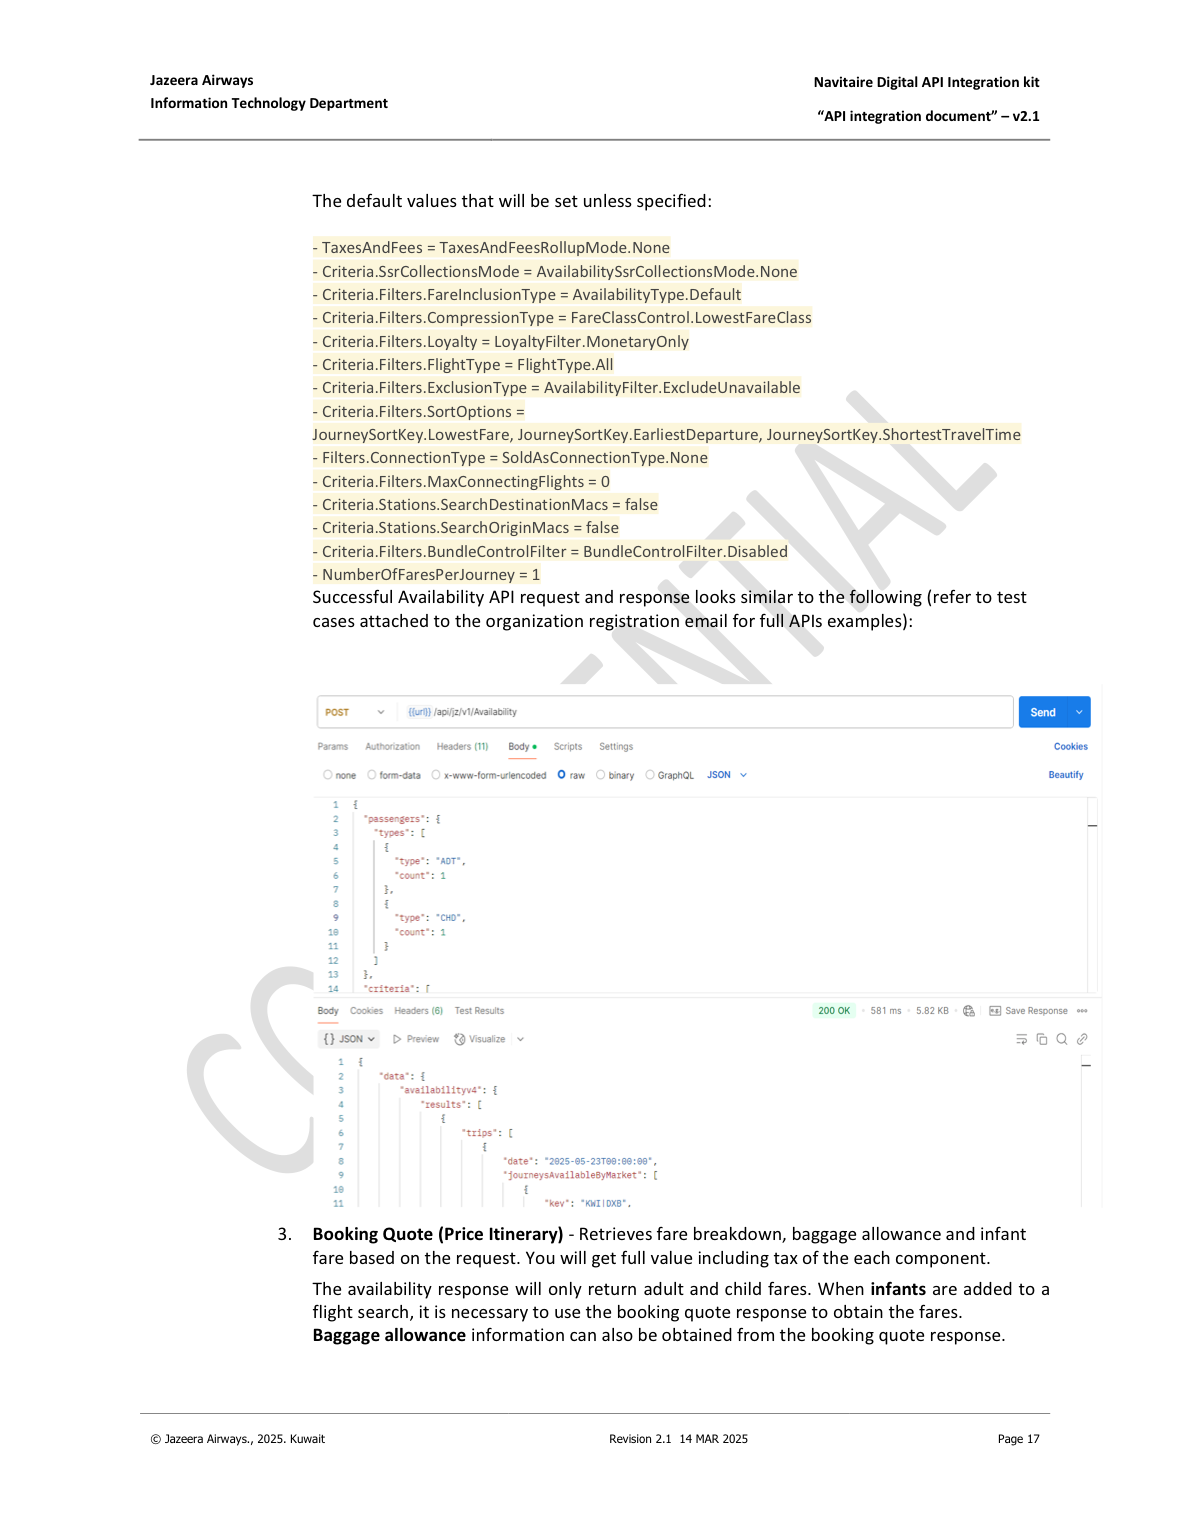 Jazeera Airways
Information Technology Department
Navitaire Digital API Integration kit
“API integration document” – v2.1
The default values that will be set unless specified:
- TaxesAndFees = TaxesAndFeesRollupMode.None
- Criteria.SsrCollectionsMode = AvailabilitySsrCollectionsMode.None
- Criteria.Filters.FareInclusionType = AvailabilityType.Default
- Criteria.Filters.CompressionType = FareClassControl.LowestFareClass
- Criteria.Filters.Loyalty = LoyaltyFilter.MonetaryOnly
- Criteria.Filters.FlightType = FlightType.All
- Criteria.Filters.ExclusionType = AvailabilityFilter.ExcludeUnavailable
- Criteria.Filters.SortOptions =
JourneySortKey.LowestFare, JourneySortKey.EarliestDeparture, JourneySortKey.ShortestTravelTime
- Filters.ConnectionType = SoldAsConnectionType.None
- Criteria.Filters.MaxConnectingFlights = 0
- Criteria.Stations.SearchDestinationMacs = false
- Criteria.Stations.SearchOriginMacs = false
- Criteria.Filters.BundleControlFilter = BundleControlFilter.Disabled
- NumberOfFaresPerJourney = 1
Successful Availability API request and response looks similar to the following (refer to test
cases attached to the organization registration email for full APIs examples):
POST {{url}} /api/jz/v1/Availability Send
Params Authorization Headers (11) Body Scripts Settings Cookies
none form-data x-www-form-urlencoded raw binary GraphQL JSON Beautify
1 {
2 "passengers": {
3 "types": [
4 {
5 "type": "ADT",
6 "count": 1
7 },
8 {
9 "type": "CHD",
10 "count": 1
11 }
12 ]
13 },
14 "criteria": [
Body Cookies Headers (6) Test Results 200 OK 581 ms 5.82 KB Save Response
{} JSON Preview Visualize
1 {
2 "data": {
3 "availabilityv4": {
4 "results": [
5 {
6 "trips": [
7 {
8 "date": "2025-05-23T00:00:00",
9 "journeysAvailableByMarket": [
10 {
11 "key": "KWI|DXB",
3. Booking Quote (Price Itinerary) - Retrieves fare breakdown, baggage allowance and infant
fare based on the request. You will get full value including tax of the each component.
The availability response will only return adult and child fares. When infants are added to a
flight search, it is necessary to use the booking quote response to obtain the fares.
Baggage allowance information can also be obtained from the booking quote response.
© Jazeera Airways., 2025. Kuwait
Revision 2.1 14 MAR 2025
Page 17